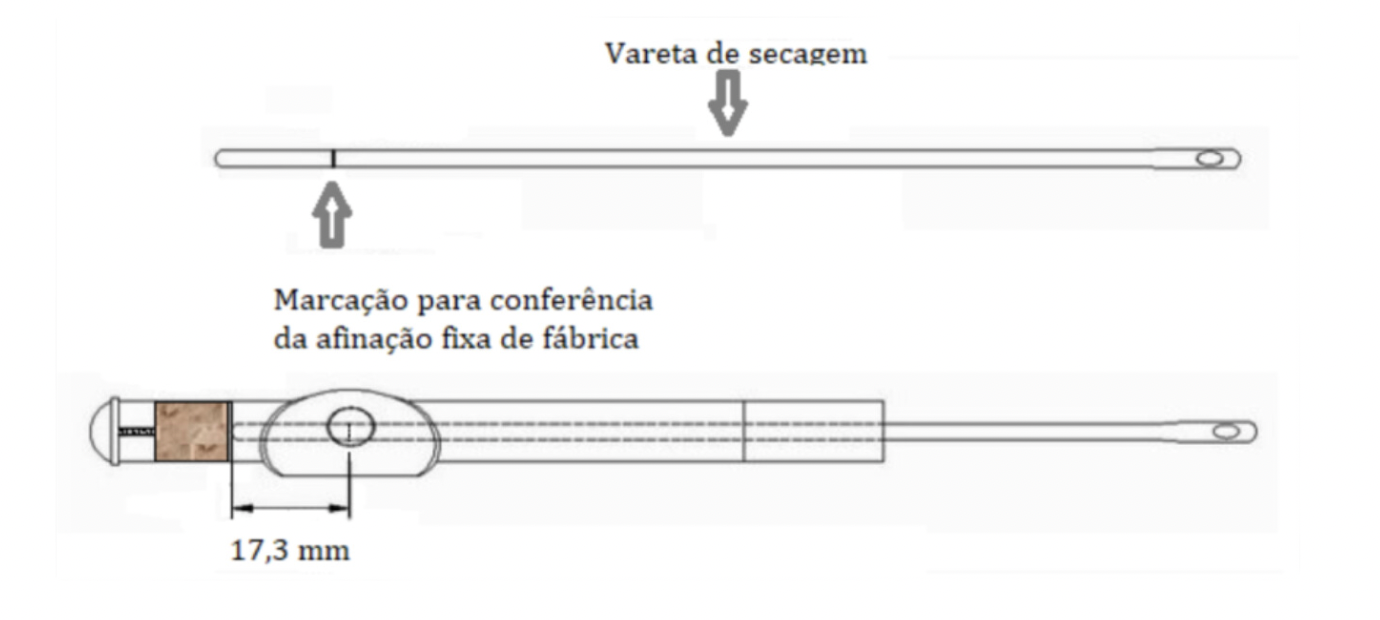 Vareta de secagem
Marcação para conferência
da afinação fixa de fábrica
17,3 mm